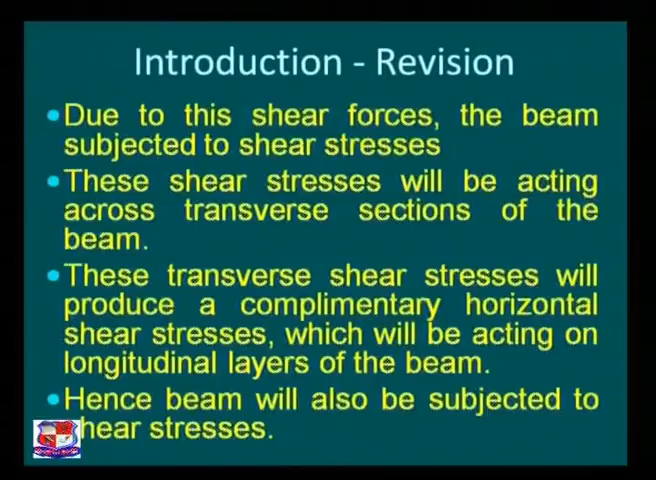 Introduction - Revision
Due to this shear forces, the beam
subjected to shear stresses
These shear stresses will be acting
across transverse sections of the
beam.
These transverse shear stresses will
produce a complimentary horizontal
shear stresses, which will be acting on
longitudinal layers of the beam.
Hence beam will also be subjected to
shear stresses.